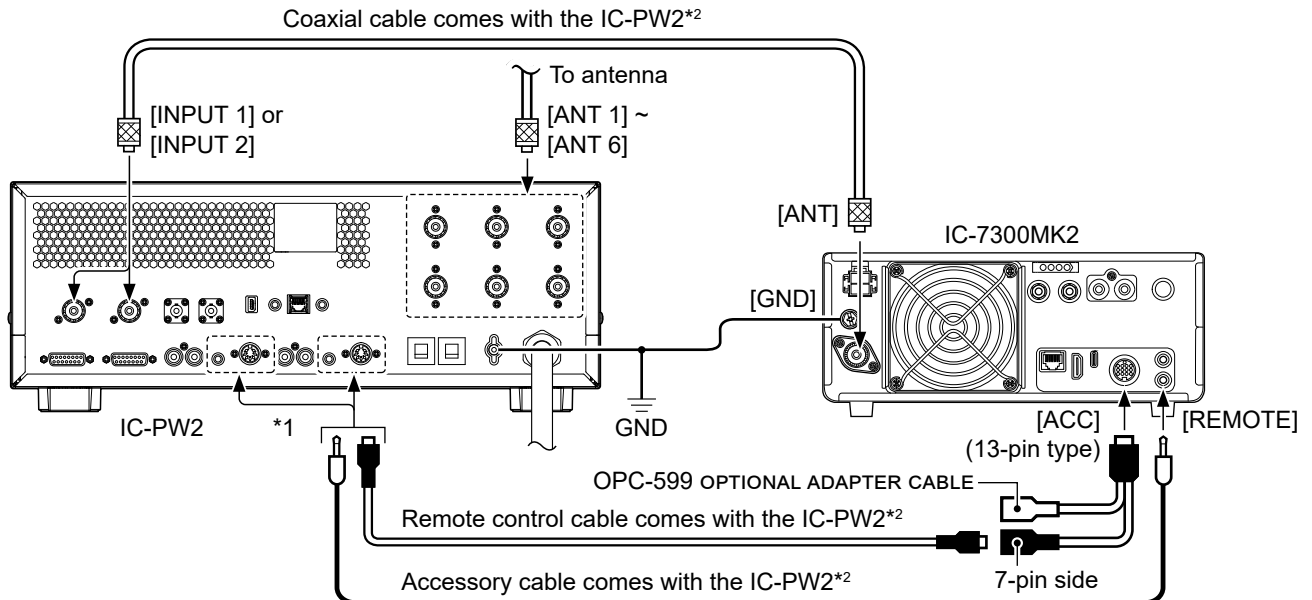 Coaxial cable comes with the IC-PW2*2
To antenna
[INPUT 1] or
[INPUT 2]
[ANT 1] ~
[ANT 6]
[ANT]
IC-7300MK2
[GND]
IC-PW2
*1
GND
[ACC]
(13-pin type)
[REMOTE]
OPC-599 OPTIONAL ADAPTER CABLE
Remote control cable comes with the IC-PW2*2
7-pin side
Accessory cable comes with the IC-PW2*2